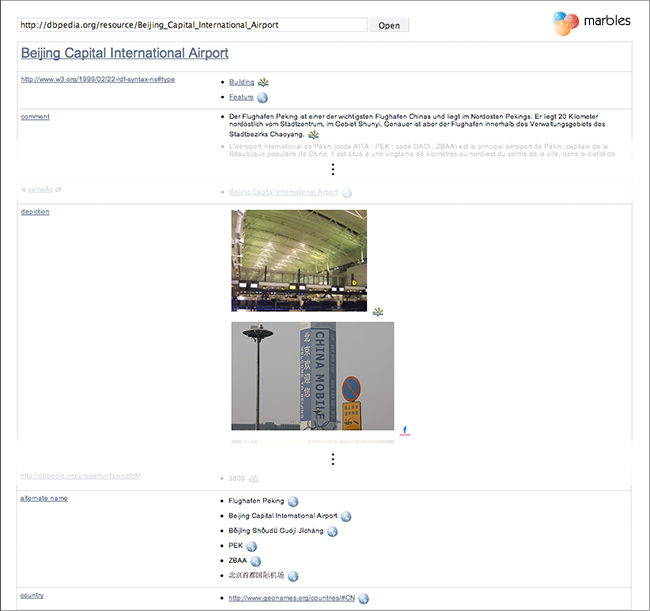 http://dbpedia.org/resource/Beijing_Capital_International_Airport
Open
marbles
Beijing Capital International Airport
http://www.w3.org/1999/02/22-rdf-syntax-ns#type
Building
Feature
comment
Der Flughafen Peking ist einer der wichtigsten Flughafen Chinas und liegt im Nordosten Pekings. Er liegt 20 Kilometer
nordöstlich vom Stadtzentrum, im Gebiet Shunyi. Genauer ist aber der Flughafen innerhalb des Verwaltungsgebiets des
Stadtbezirks Chaoyang.
L'aéroport international de Pékin (code AITA : PEK ; code OACI : ZBAA) est le principal aéroport de Pékin, capitale de la
République populaire de Chine. Il est situé à une vingtaine de kilomètres au nord-est du centre de la ville, dans le district de
is sameAs of
Beijing Capital International Airport
depiction
北京欢迎您
CHINA MOBILE
f
3800
alternate name
Flughafen Peking
Beijing Capital International Airport
Běijīng Shǒudū Guójì Jīcháng
PEK
ZBAA
北京首都国际机场
country
http://www.geonames.org/countries/#CN